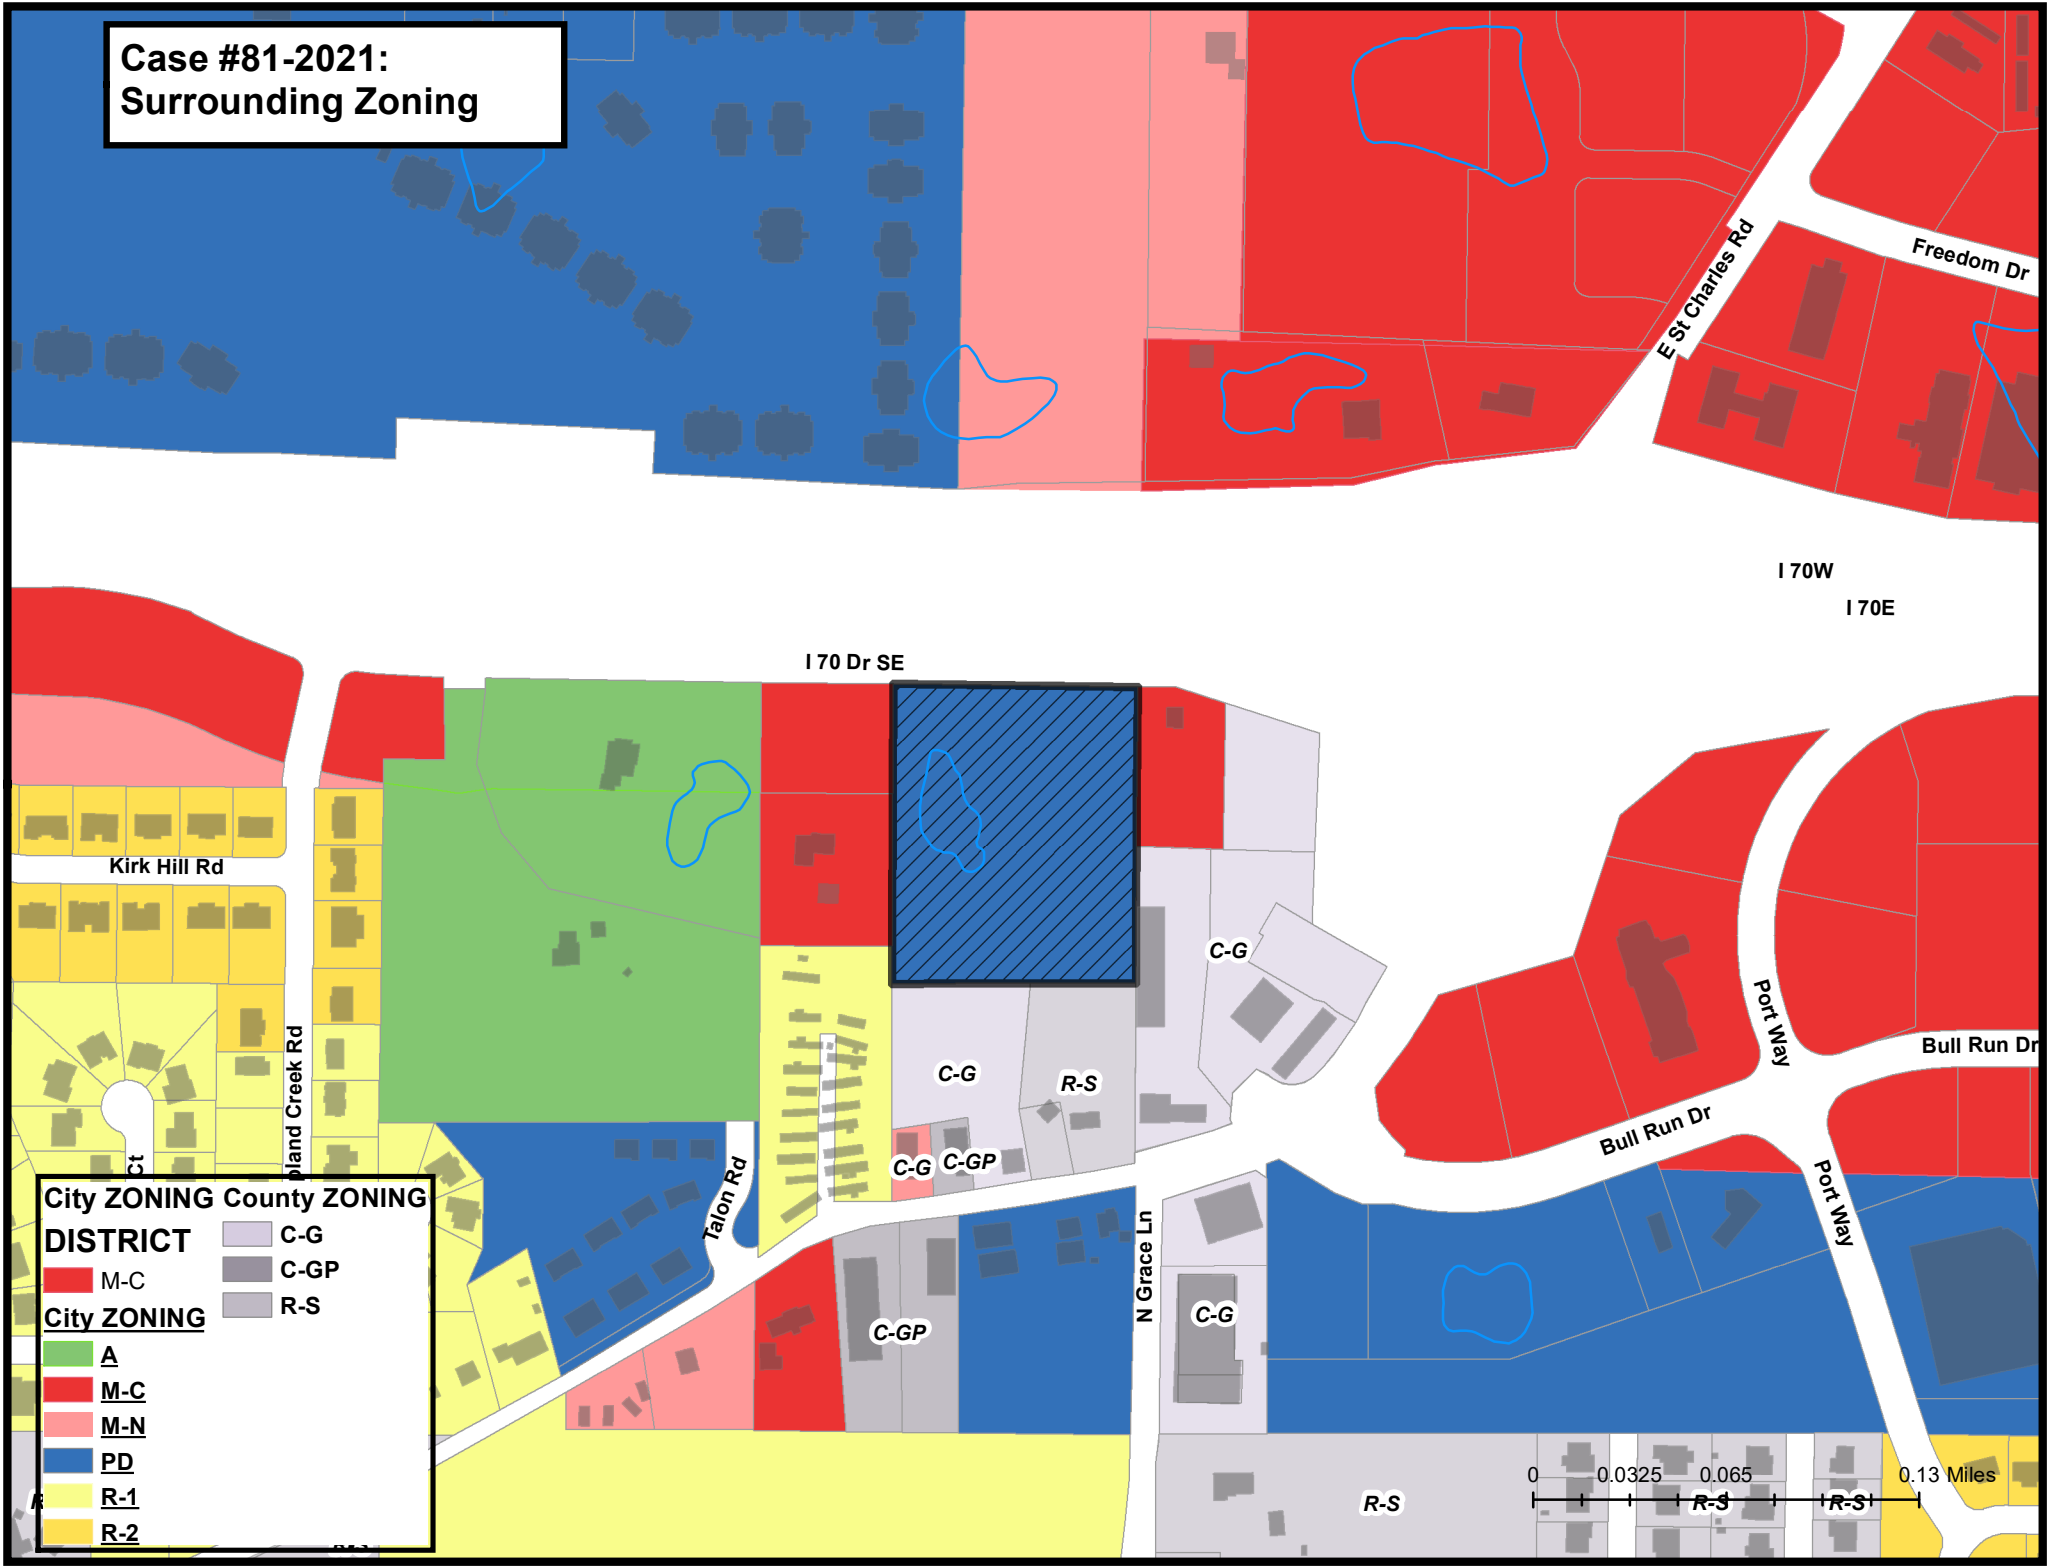 Case #81-2021:
Surrounding Zoning
E St Charles Rd
Freedom Dr
I 70W
I 70E
I 70 Dr SE
Kirk Hill Rd
C-G
Port Way
Bull Run Dr
C-G
R-S
Bull Run Dr
C-G
C-GP
Ct
Talon Rd
Port Way
N Grace Ln
C-G
C-GP
City ZONING
DISTRICT
M-C
City ZONING
A
M-C
M-N
PD
R-1
R-2
County ZONING
C-G
C-GP
R-S
R-S
R-S
R-S
0 0.0325 0.065 0.13 Miles